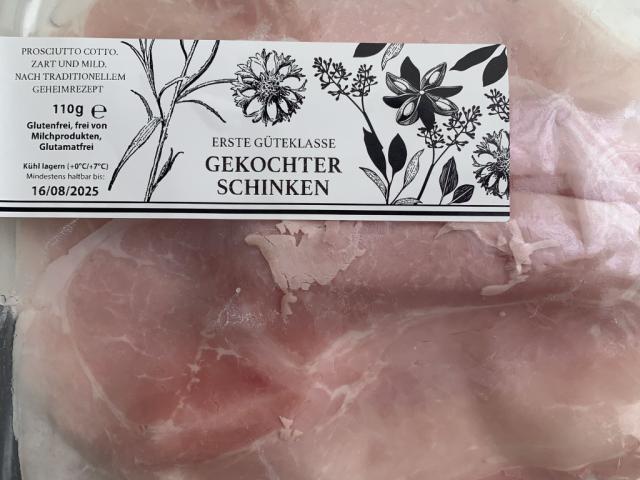 PROSCIUTTO COTTO.
ZART UND MILD.
NACH TRADITIONELLEM
GEHEIMREZEPT
110g ℮
Glutenfrei, frei von
Milchprodukten,
Glutamatfrei
Kühl lagern (+0°C/+7°C)
Mindestens haltbar bis:
16/08/2025
ERSTE GÜTEKLASSE
GEKOCHTER
SCHINKEN